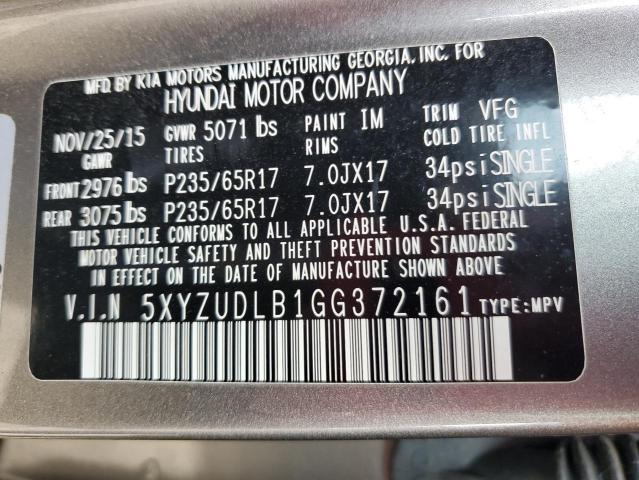 MFD BY KIA MOTORS MANUFACTURING GEORGIA, INC. FOR
HYUNDAI MOTOR COMPANY
NOV/25/15 GVWR 5071 lbs PAINT IM TRIM VFG
GAWR TIRES RIMS COLD TIRE INFL
FRONT 2976 lbs P235/65R17 7.0JX17 34psi SINGLE
REAR 3075 lbs P235/65R17 7.0JX17 34psi SINGLE
THIS VEHICLE CONFORMS TO ALL APPLICABLE U.S.A. FEDERAL
MOTOR VEHICLE SAFETY AND THEFT PREVENTION STANDARDS
IN EFFECT ON THE DATE OF MANUFACTURE SHOWN ABOVE.
V.I.N 5XYZUDLB1GG372161 TYPE:MPV